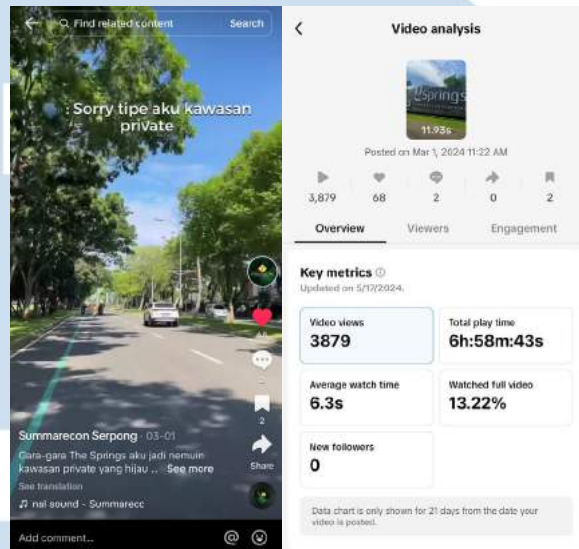 Find related content
Search
: Sorry tipe aku kawasan
private
2
Summarecon Serpong · 03-01
Gara-gara The Springs aku jadi nemuin
kawasan private yang hijau .. See more
Share
See translation
nal sound - Summarecc
Add comment...
Video analysis
Springs
11.93s
Posted on Mar 1, 2024 11:22 AM
3,879 68 2 0 2
Overview Viewers Engagement
Key metrics
Updated on 5/17/2024.
Video views Total play time
3879 6h:58m:43s
Average watch time Watched full video
6.3s 13.22%
New followers
0
Data chart is only shown for 21 days from the date your
video is posted.